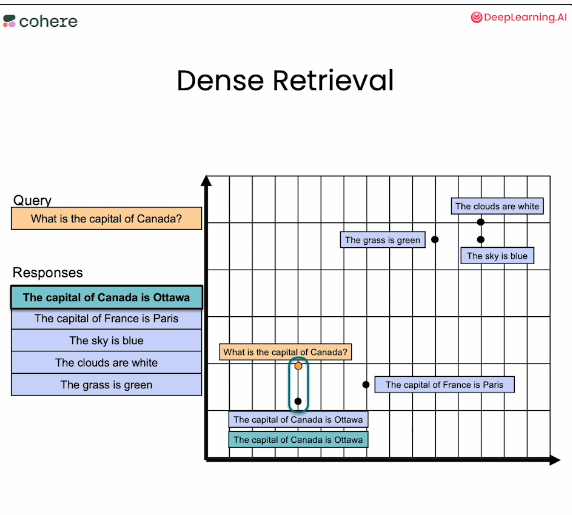 cohere
DeepLearning.AI
Dense Retrieval
Query
What is the capital of Canada?
Responses
The capital of Canada is Ottawa
The capital of France is Paris
The sky is blue
The clouds are white
The grass is green
The clouds are white
The grass is green
The sky is blue
What is the capital of Canada?
The capital of France is Paris
The capital of Canada is Ottawa
The capital of Canada is Ottawa